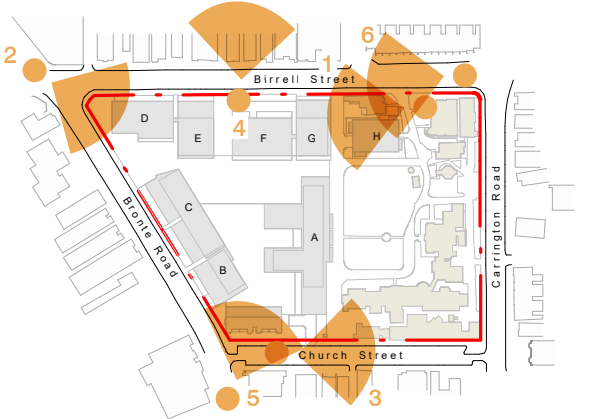 6
2
1
Birrell Street
4
D
E
F
G
H
Carrington Road
Bronte Road
C
A
B
Church Street
5
3